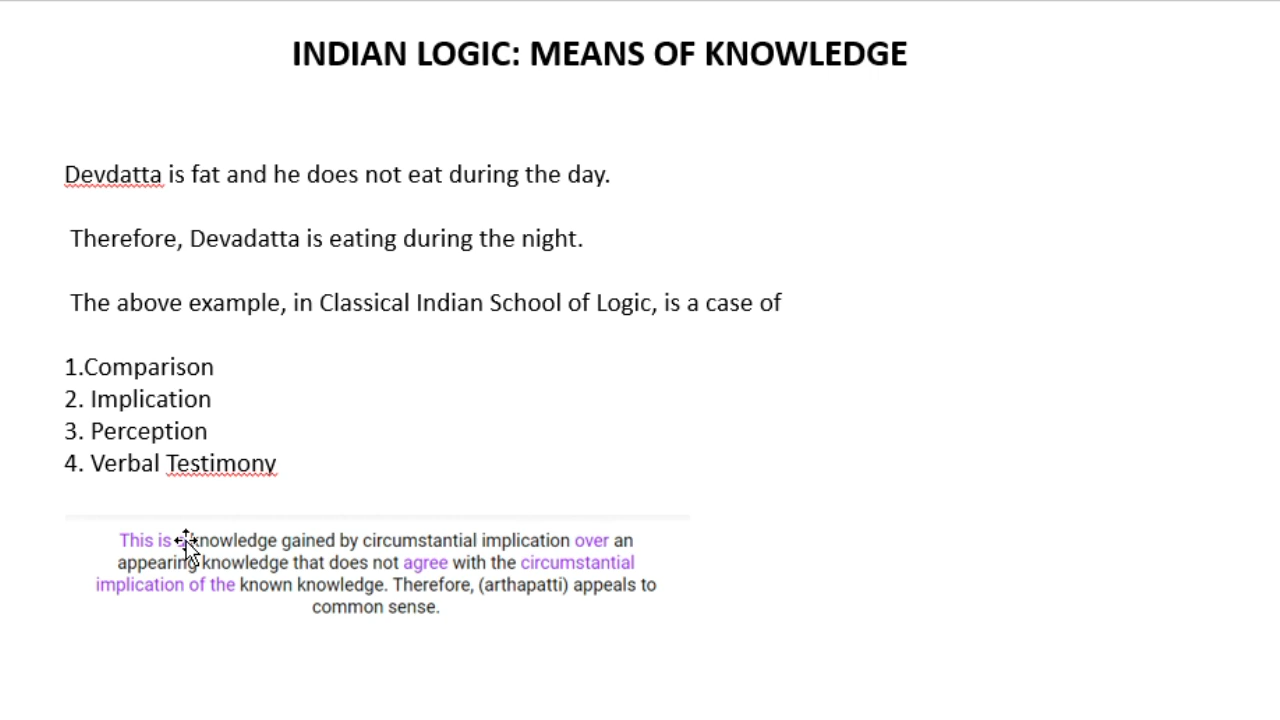 INDIAN LOGIC: MEANS OF KNOWLEDGE
Devdatta is fat and he does not eat during the day.
Therefore, Devadatta is eating during the night.
The above example, in Classical Indian School of Logic, is a case of
1.Comparison
2. Implication
3. Perception
4. Verbal Testimony
This is knowledge gained by circumstantial implication over an
appearing knowledge that does not agree with the circumstantial
implication of the known knowledge. Therefore, (arthapatti) appeals to
common sense.